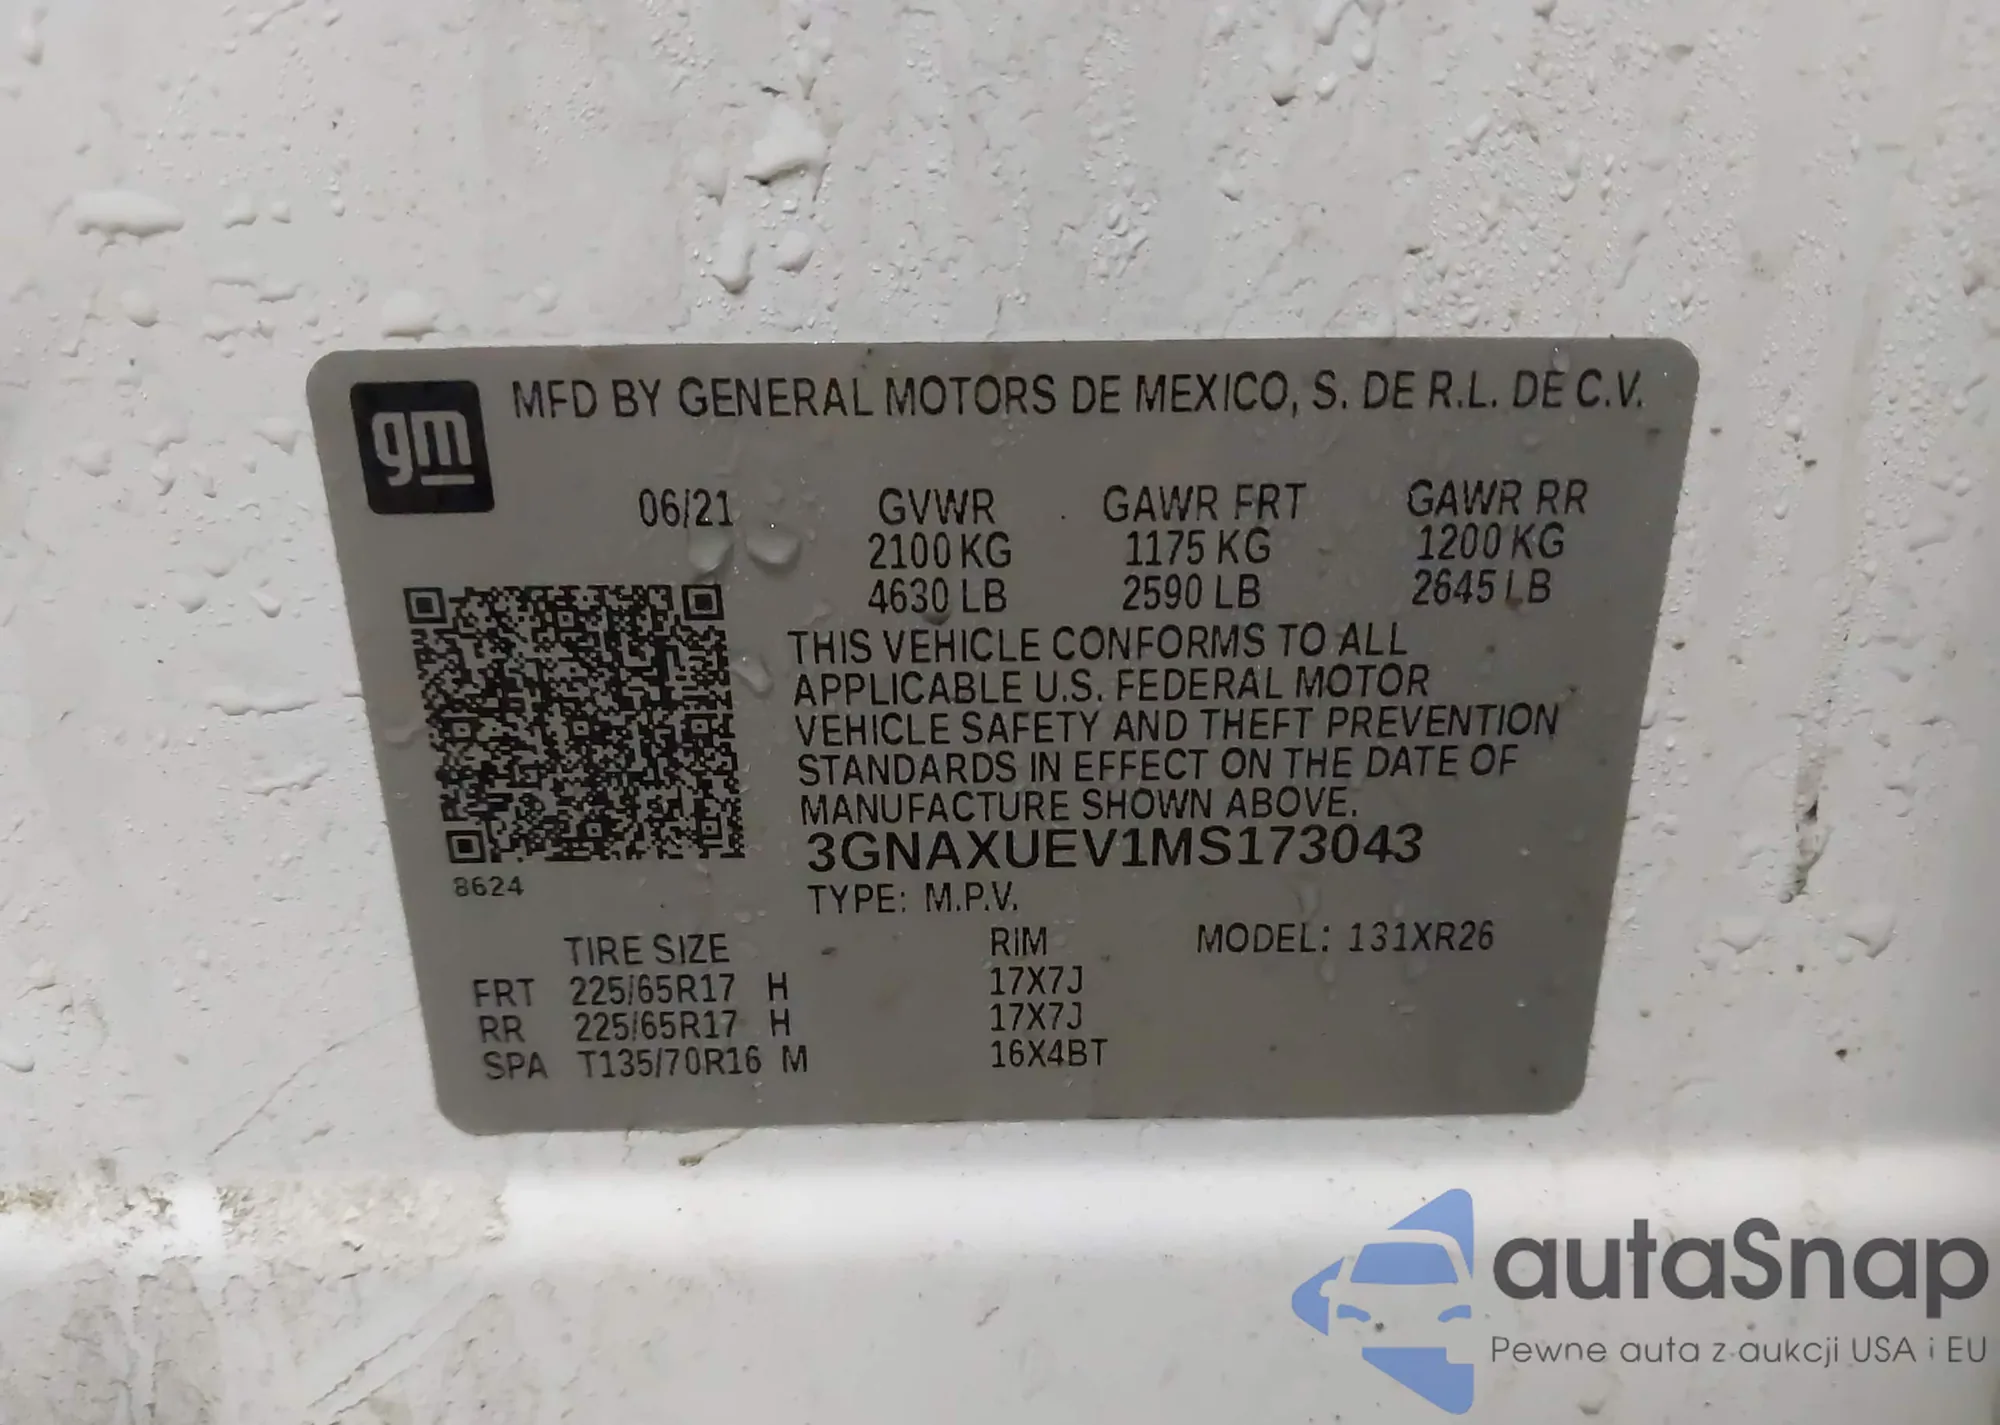 gm
MFD BY GENERAL MOTORS DE MEXICO, S. DE R.L. DE C.V.
06/21 GVWR GAWR FRT GAWR RR
2100 KG 1175 KG 1200 KG
4630 LB 2590 LB 2645 LB
THIS VEHICLE CONFORMS TO ALL
APPLICABLE U.S. FEDERAL MOTOR
VEHICLE SAFETY AND THEFT PREVENTION
STANDARDS IN EFFECT ON THE DATE OF
MANUFACTURE SHOWN ABOVE.
3GNAXUEV1MS173043
8624
TYPE: M.P.V.
TIRE SIZE RIM MODEL: 131XR26
FRT 225/65R17 H 17X7J
RR 225/65R17 H 17X7J
SPA T135/70R16 M 16X4BT
autaSnap
Pewne auta z aukcji USA i EU